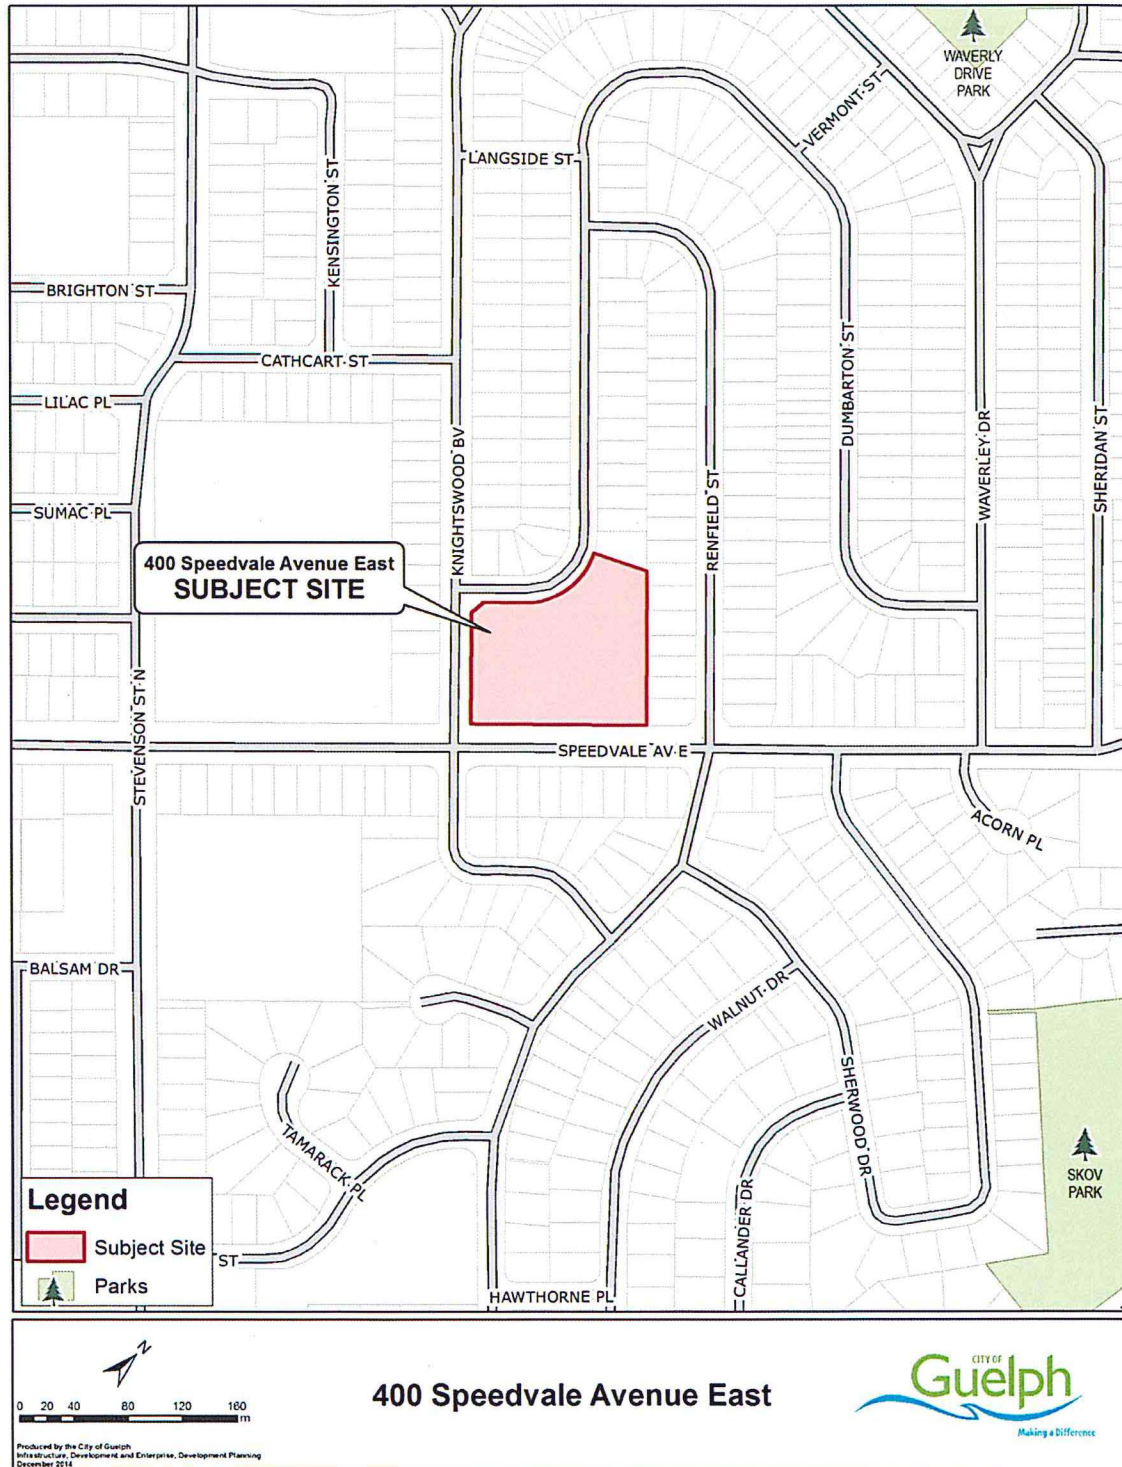 WAVERLY
DRIVE
PARK
VERMONT ST
LANGSIDE ST
KENSINGTON ST
BRIGHTON ST
CATHCART ST
LILAC PL
KNIGHTSWOOD BV
DUMBARTON ST
WAVERLEY DR
SHERIDAN ST
RENFIELD ST
SUMAC PL
400 Speedvale Avenue East
SUBJECT SITE
STEVENSON ST N
SPEEDVALE AV E
ACORN PL
BALSAM DR
WALNUT DR
SHERWOOD DR
TAMARACK PL
CALLANDER DR
SKOV
PARK
HAWTHORNE PL
ST
Legend
Subject Site
Parks
N
0 20 40 80 120 160
m
Produced by the City of Guelph
Infrastructure, Development and Enterprise, Development Planning
December 2014
400 Speedvale Avenue East
CITY OF
Guelph
Making a Difference